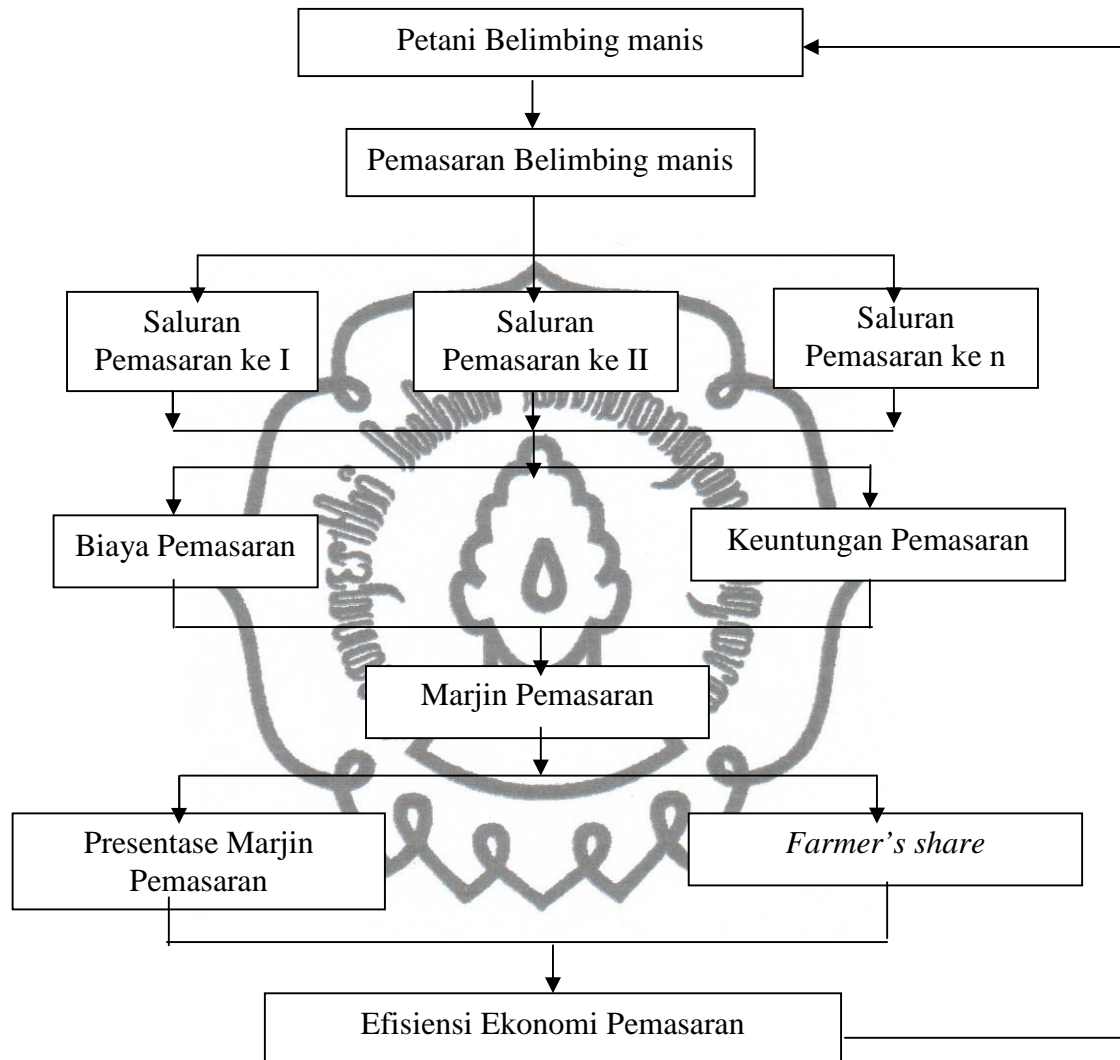 Petani Belimbing manis
Pemasaran Belimbing manis
Saluran
Pemasaran ke I
Saluran
Pemasaran ke II
Saluran
Pemasaran ke n
Biaya Pemasaran
Keuntungan Pemasaran
Marjin Pemasaran
Presentase Marjin
Pemasaran
Farmer's share
Efisiensi Ekonomi Pemasaran